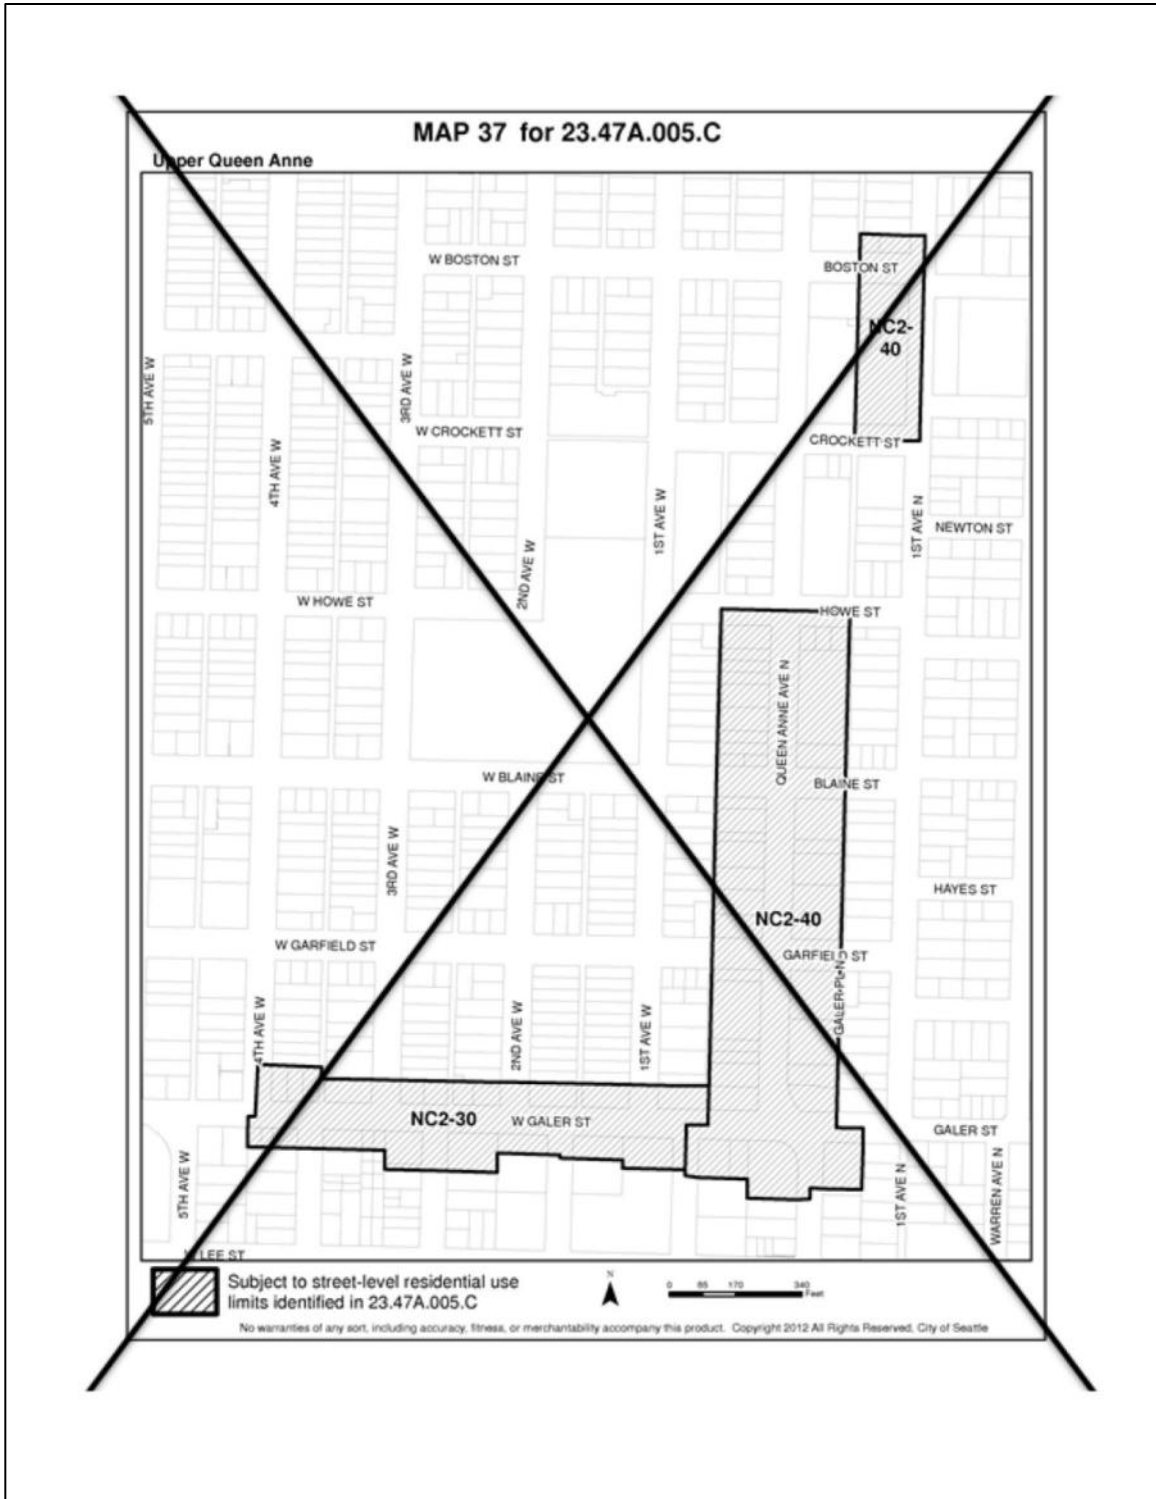 MAP 37 for 23.47A.005.C
Upper Queen Anne
W BOSTON ST
BOSTON ST
NC2-
40
5TH AVE W
3RD AVE W
W CROCKETT ST
CROCKETT ST
4TH AVE W
1ST AVE W
1ST AVE N
NEWTON ST
2ND AVE W
W HOWE ST
HOWE ST
QUEEN ANNE AVE N
W BLAINE ST
BLAINE ST
3RD AVE W
HAYES ST
NC2-40
W GARFIELD ST
GARFIELD ST
GALER PL N
4TH AVE W
2ND AVE W
1ST AVE W
NC2-30
W GALER ST
GALER ST
5TH AVE W
1ST AVE N
WARREN AVE N
W LEE ST
Subject to street-level residential use
limits identified in 23.47A.005.C
N
0 85 170 340
Feet
No warranties of any sort, including accuracy, fitness, or merchantability accompany this product. Copyright 2012 All Rights Reserved, City of Seattle